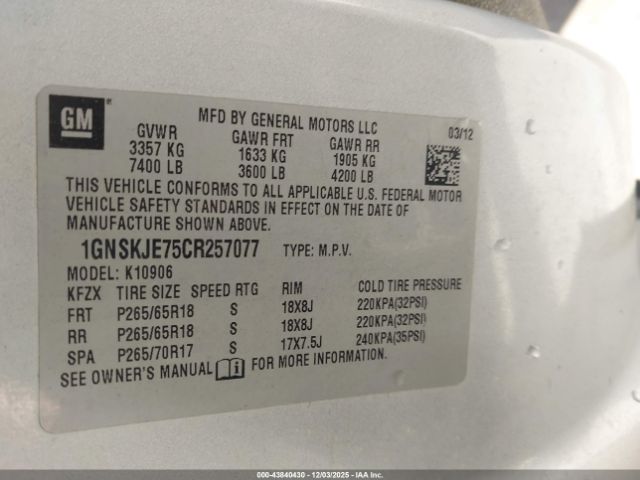 GM
MFD BY GENERAL MOTORS LLC
03/12
GVWR GAWR FRT GAWR RR
3357 KG 1633 KG 1905 KG
7400 LB 3600 LB 4200 LB
THIS VEHICLE CONFORMS TO ALL APPLICABLE U.S. FEDERAL MOTOR
VEHICLE SAFETY STANDARDS IN EFFECT ON THE DATE OF
MANUFACTURE SHOWN ABOVE.
1GNSKJE75CR257077 TYPE: M.P.V.
MODEL: K10906
KFZX TIRE SIZE SPEED RTG RIM COLD TIRE PRESSURE
FRT P265/65R18 S 18X8J 220KPA(32PSI)
RR P265/65R18 S 18X8J 220KPA(32PSI)
SPA P265/70R17 S 17X7.5J 240KPA(35PSI)
SEE OWNER'S MANUAL FOR MORE INFORMATION.
000-43840430 - 12/03/2025 - IAAI.COM